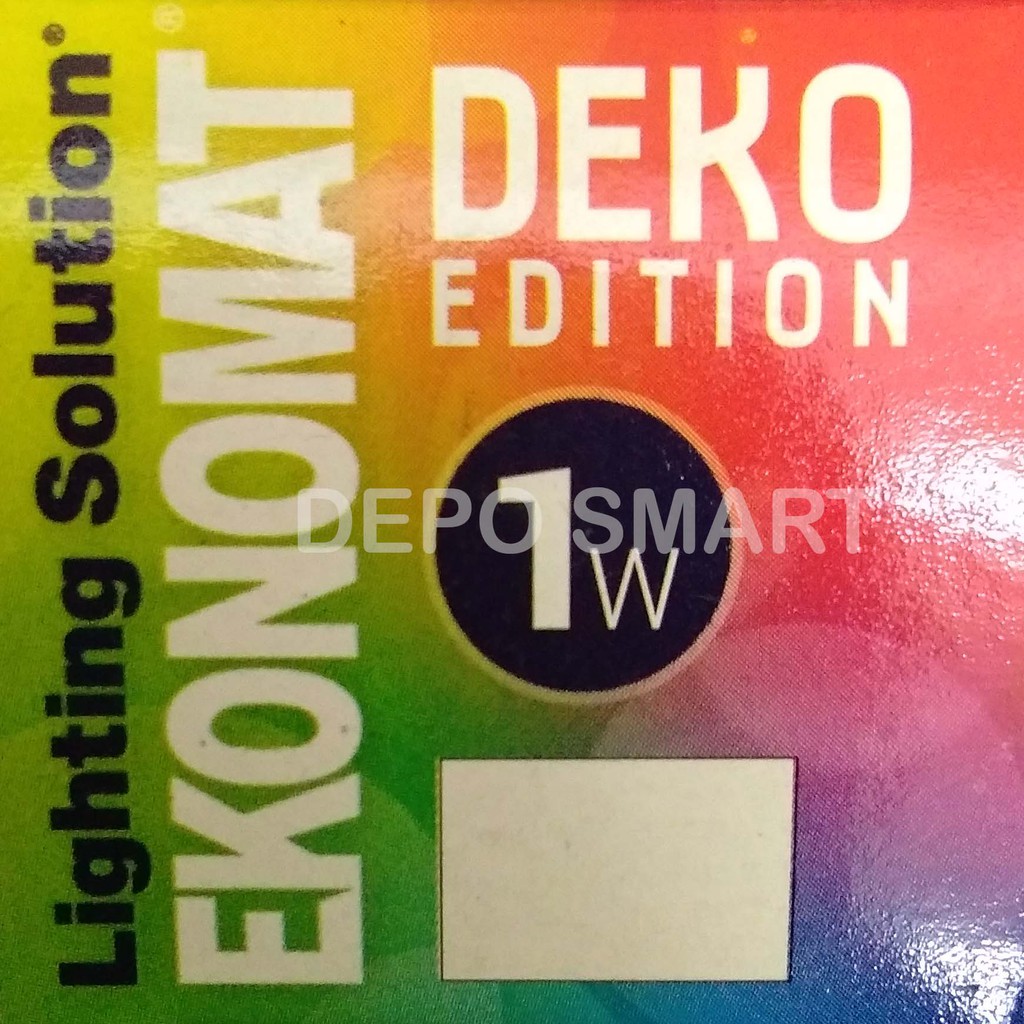 Lighting Solution®
EKONOMAT®
DEKO
EDITION
1W
DEPO SMART